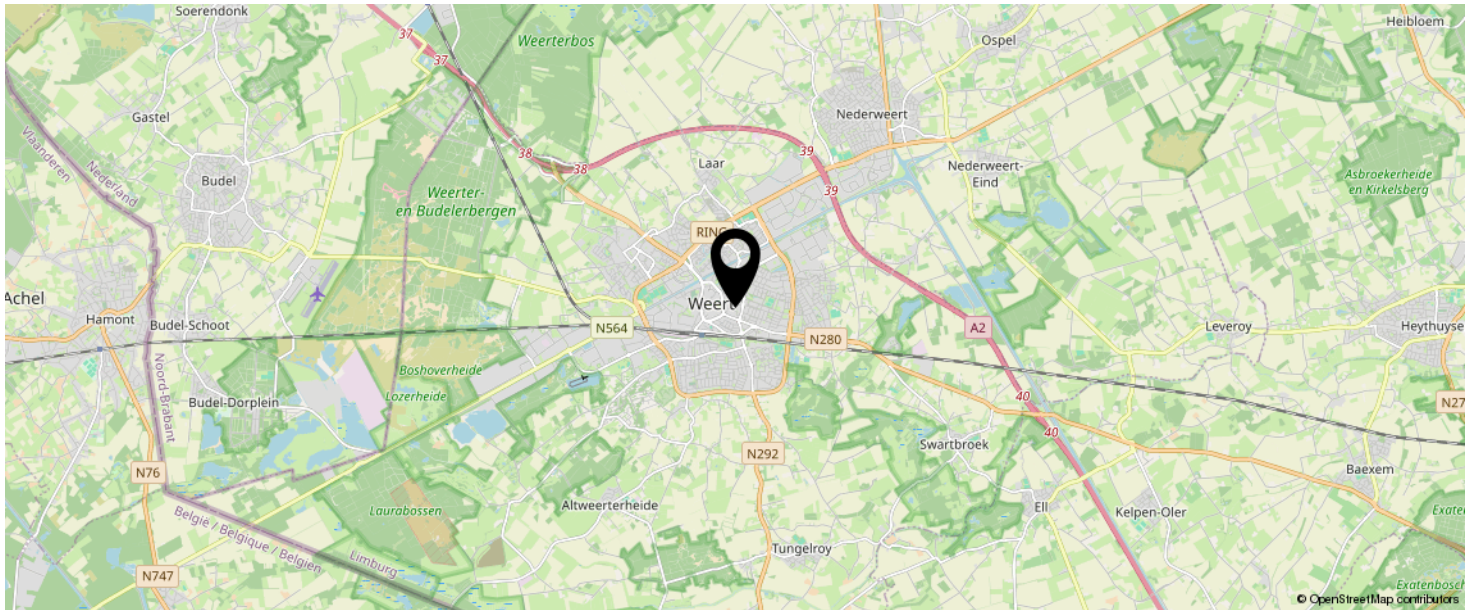 Soerendonk
37
37
Weerterbos
Ospel
Heibloem
Gastel
Nederweert
Vlaanderen
Nederland
38
38
39
Laar
39
Nederweert-
Eind
Asbroekerheide
en Kirkelsberg
Budel
Weerter-
en Budelerbergen
RING
Achel
Hamont
Budel-Schoot
Weert
N564
N280
A2
Leveroy
Heythuyse
Noord-Brabant
Boshoverheide
Lozerheide
Budel-Dorplein
40
40
N27
Swartbroek
N292
N76
Baexem
Laurabossen
Altweerterheide
Ell
Kelpen-Oler
België / Belgique / Belgien
Limburg
Tungelroy
Exate
N747
Exatenbosch
© OpenStreetMap contributors